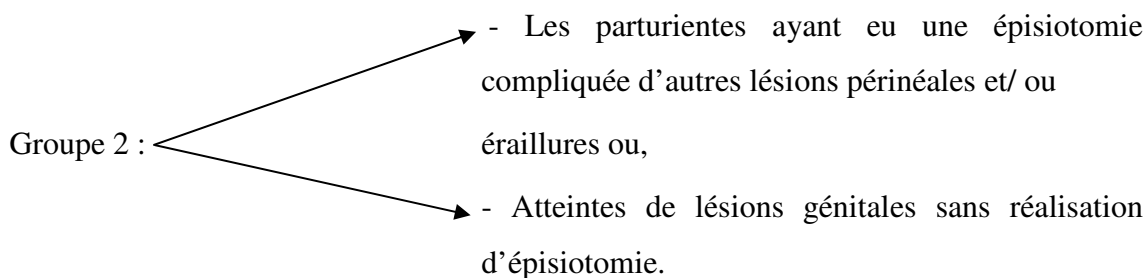 - Les parturientes ayant eu une épisiotomie
compliquée d’autres lésions périnéales et/ ou
Groupe 2 :
éraillures ou,
- Atteintes de lésions génitales sans réalisation
d’épisiotomie.